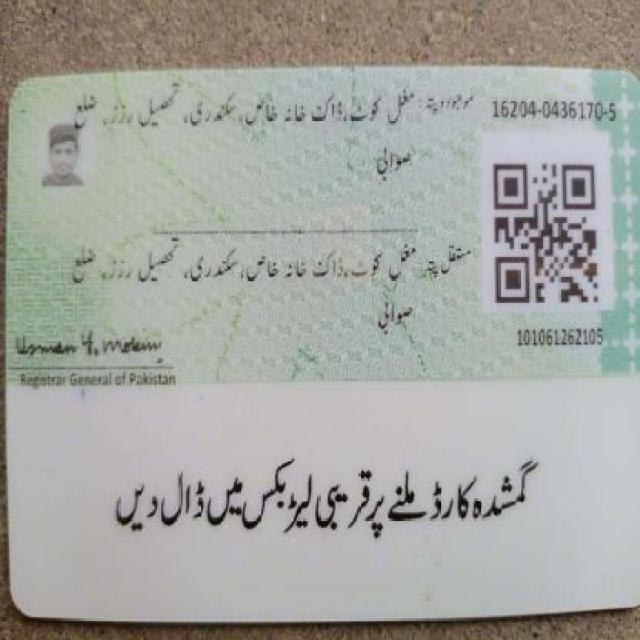 موجودہ پتہ: مغل کوٹ، ڈاک خانہ خاص، سکندری، تحصیل رزڑ، ضلع
صوابی
16204-0436170-5
مستقل پتہ: مغل کوٹ، ڈاک خانہ خاص، سکندری، تحصیل رزڑ، ضلع
صوابی
101061262105
Registrar General of Pakistan
گمشدہ کارڈ ملنے پر قریبی لیٹر بکس میں ڈال دیں